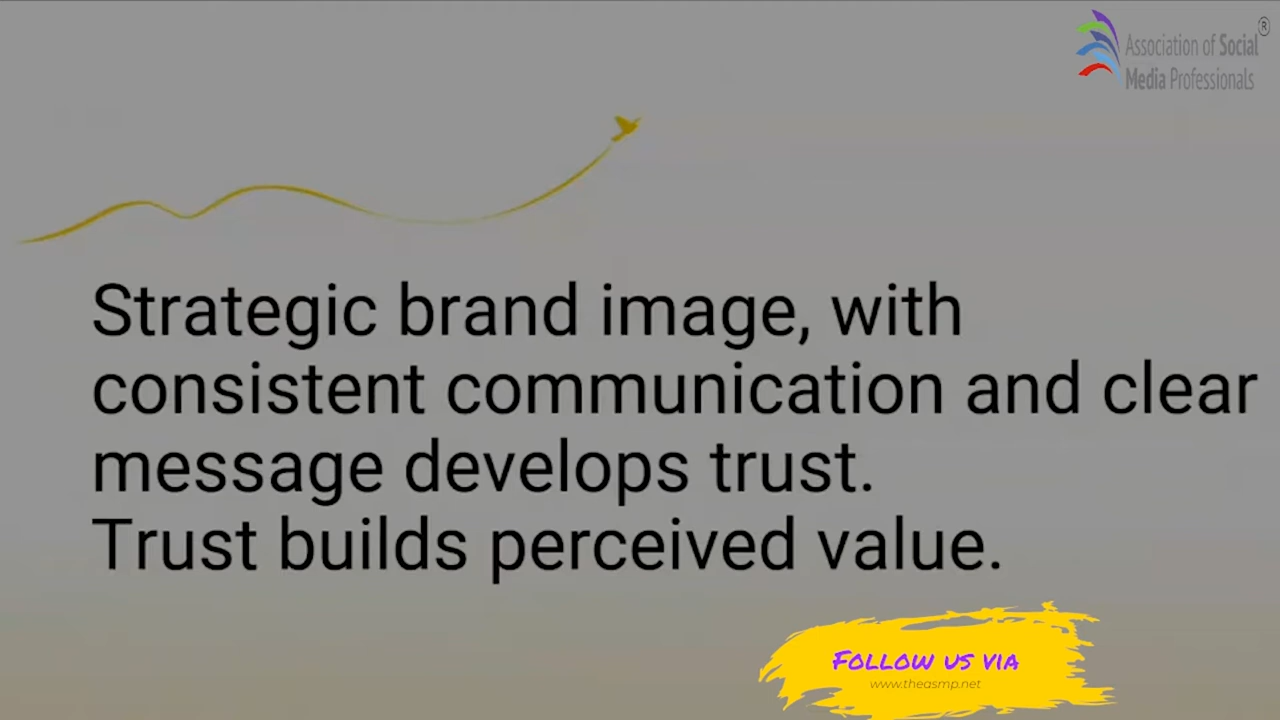 Association of Social ®
Media Professionals
Strategic brand image, with
consistent communication and clear
message develops trust.
Trust builds perceived value.
Follow us via
www.theasmp.net